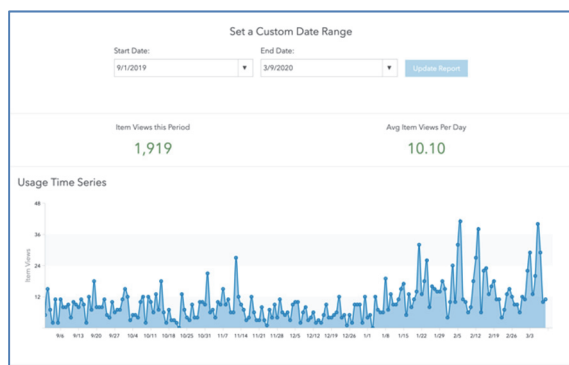 Set a Custom Date Range
Start Date: End Date:
9/1/2019 3/9/2020 Update Report
Item Views this Period Avg Item Views Per Day
1,919 10.10
Usage Time Series
48
36
24
12
Item Views
9/6 9/13 9/20 9/27 10/4 10/11 10/18 10/25 10/31 11/7 11/14 11/21 11/28 12/5 12/12 12/19 12/26 1/1 1/8 1/15 1/22 1/29 2/5 2/12 2/19 2/26 3/3